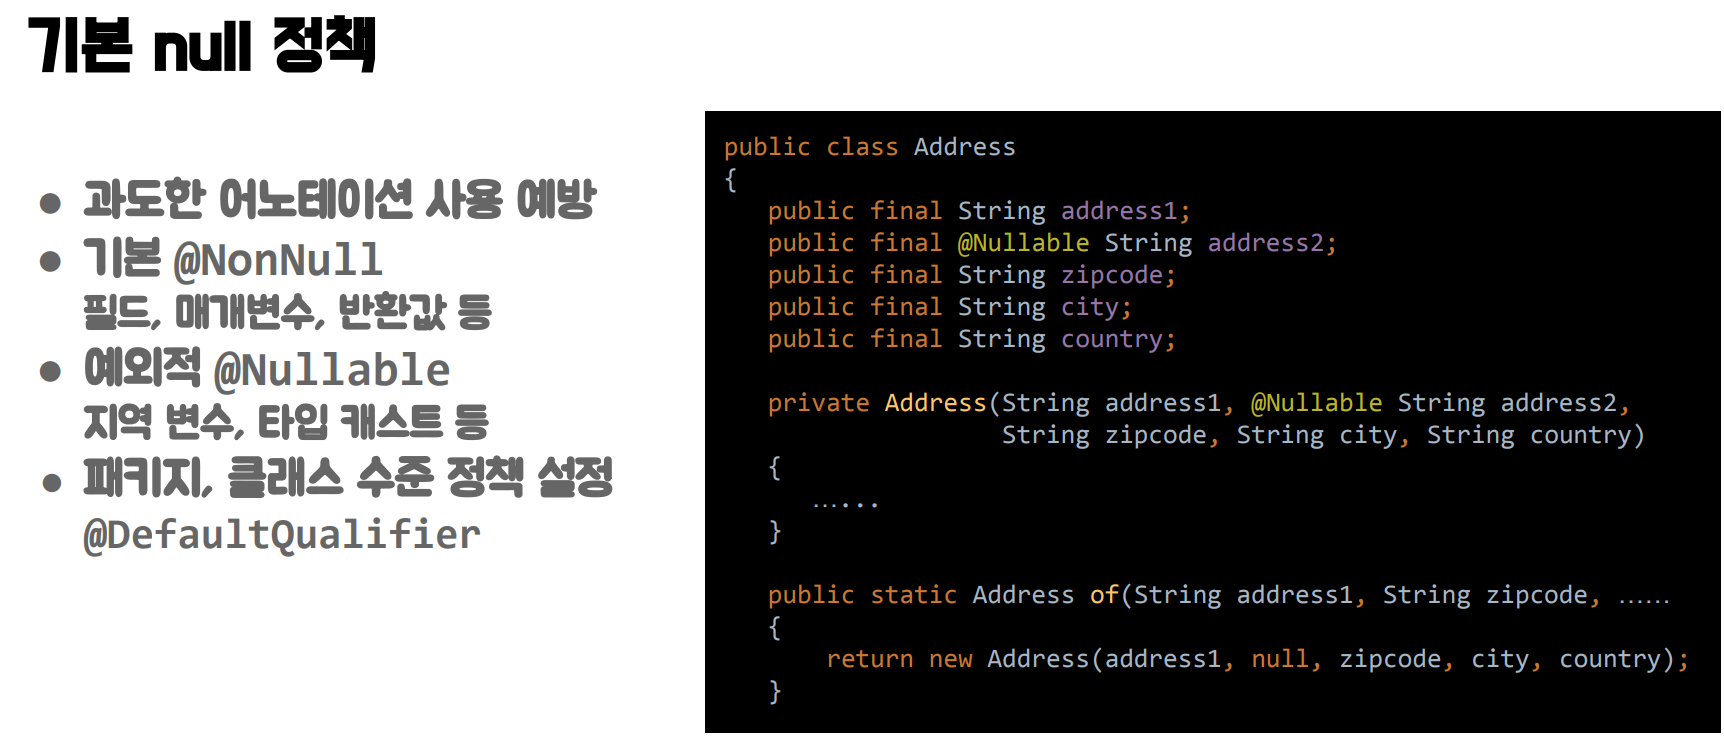 기본 null 정책
● 과도한 어노테이션 사용 예방
● 기본 @NonNull
필드, 매개변수, 반환값 등
● 예외적 @Nullable
지역 변수, 타입 캐스트 등
● 패키지, 클래스 수준 정책 설정
@DefaultQualifier
public class Address
{
public final String address1;
public final @Nullable String address2;
public final String zipcode;
public final String city;
public final String country;
private Address(String address1, @Nullable String address2,
String zipcode, String city, String country)
{
…...
}
public static Address of(String address1, String zipcode, ……
{
return new Address(address1, null, zipcode, city, country);
}